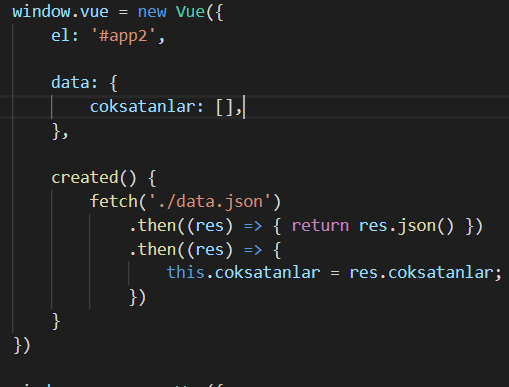 window.vue = new Vue({
el: '#app2',
data: {
coksatanlar: [],
},
created() {
fetch('./data.json')
.then((res) => { return res.json() })
.then((res) => {
this.coksatanlar = res.coksatanlar;
})
}
})